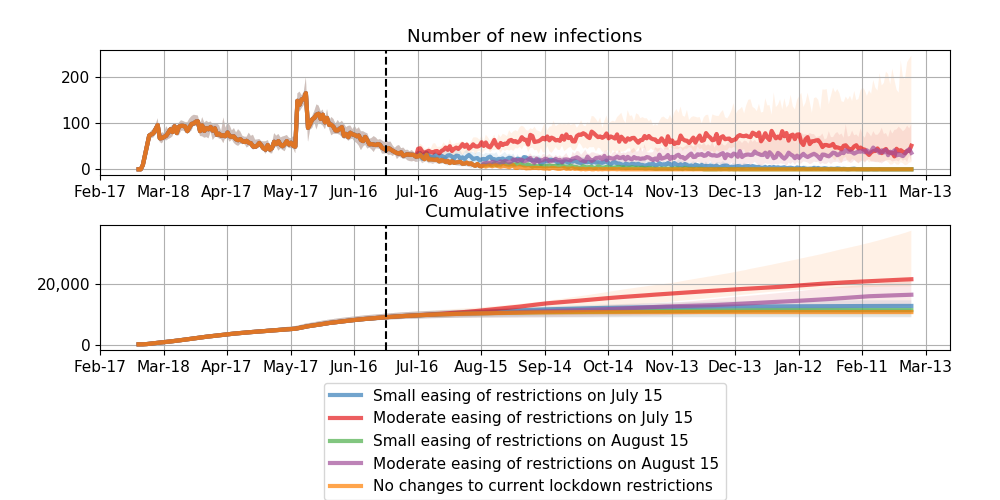 Number of new infections
200
100
0
Feb-17 Mar-18 Apr-17 May-17 Jun-16 Jul-16 Aug-15 Sep-14 Oct-14 Nov-13 Dec-13 Jan-12 Feb-11 Mar-13
Cumulative infections
20,000
0
Feb-17 Mar-18 Apr-17 May-17 Jun-16 Jul-16 Aug-15 Sep-14 Oct-14 Nov-13 Dec-13 Jan-12 Feb-11 Mar-13
Small easing of restrictions on July 15
Moderate easing of restrictions on July 15
Small easing of restrictions on August 15
Moderate easing of restrictions on August 15
No changes to current lockdown restrictions